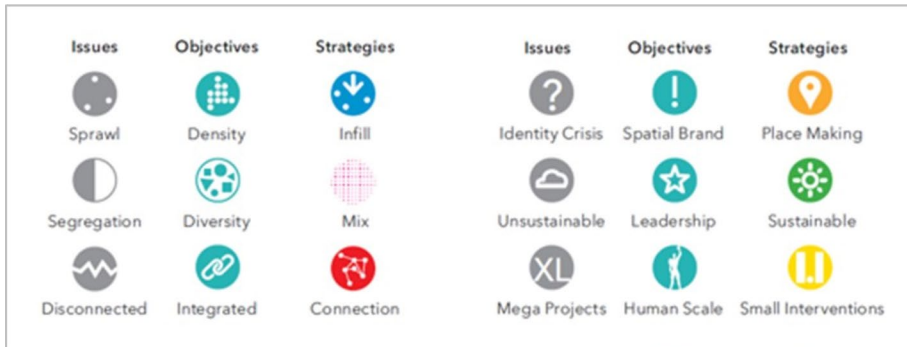 Issues Objectives Strategies Issues Objectives Strategies
? !
Sprawl Density Infill Identity Crisis Spatial Brand Place Making
Segregation Diversity Mix Unsustainable Leadership Sustainable
XL
Disconnected Integrated Connection Mega Projects Human Scale Small Interventions